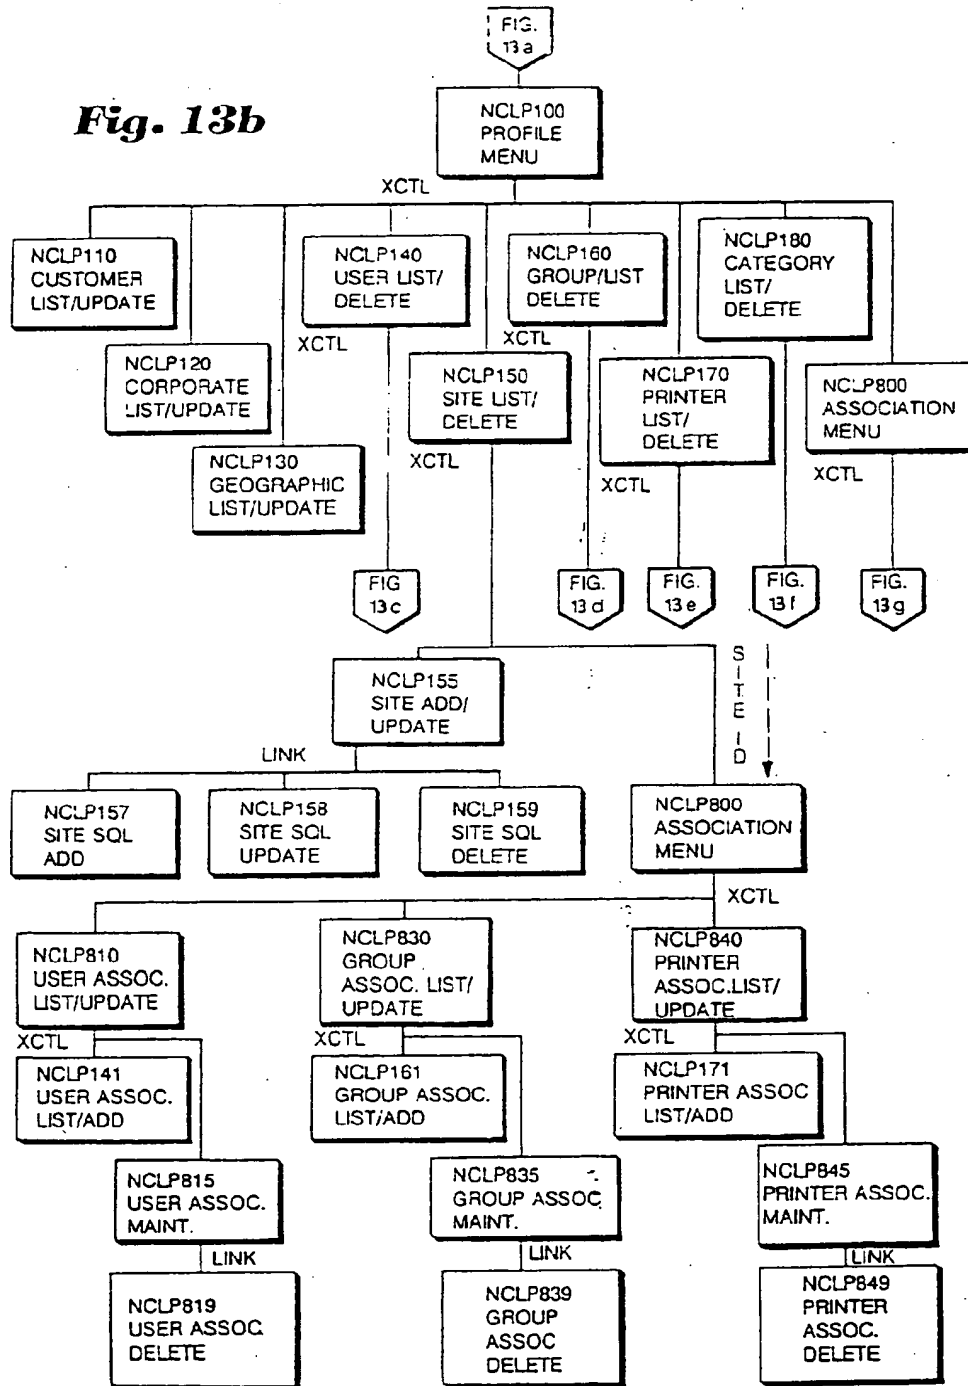 FIG.
13a
Fig. 13b
NCLP100
PROFILE
MENU
XCTL
NCLP110
CUSTOMER
LIST/UPDATE
NCLP140
USER LIST/
DELETE
NCLP160
GROUP/LIST
DELETE
NCLP180
CATEGORY
LIST/
DELETE
XCTL
XCTL
NCLP120
CORPORATE
LIST/UPDATE
NCLP150
SITE LIST/
DELETE
NCLP170
PRINTER
LIST/
DELETE
NCLP800
ASSOCIATION
MENU
NCLP130
GEOGRAPHIC
LIST/UPDATE
XCTL
XCTL
XCTL
FIG
13c
FIG.
13d
FIG.
13e
FIG.
13f
FIG.
13g
NCLP155
SITE ADD/
UPDATE
SITE ID
LINK
NCLP157
SITE SQL
ADD
NCLP158
SITE SQL
UPDATE
NCLP159
SITE SQL
DELETE
NCLP800
ASSOCIATION
MENU
XCTL
NCLP810
USER ASSOC.
LIST/UPDATE
NCLP830
GROUP
ASSOC. LIST/
UPDATE
NCLP840
PRINTER
ASSOC.LIST/
UPDATE
XCTL
XCTL
XCTL
NCLP141
USER ASSOC.
LIST/ADD
NCLP161
GROUP ASSOC.
LIST/ADD
NCLP171
PRINTER ASSOC
LIST/ADD
NCLP815
USER ASSOC.
MAINT.
NCLP835
GROUP ASSOC
MAINT.
NCLP845
PRINTER ASSOC.
MAINT.
LINK
LINK
LINK
NCLP819
USER ASSOC.
DELETE
NCLP839
GROUP
ASSOC
DELETE
NCLP849
PRINTER
ASSOC.
DELETE